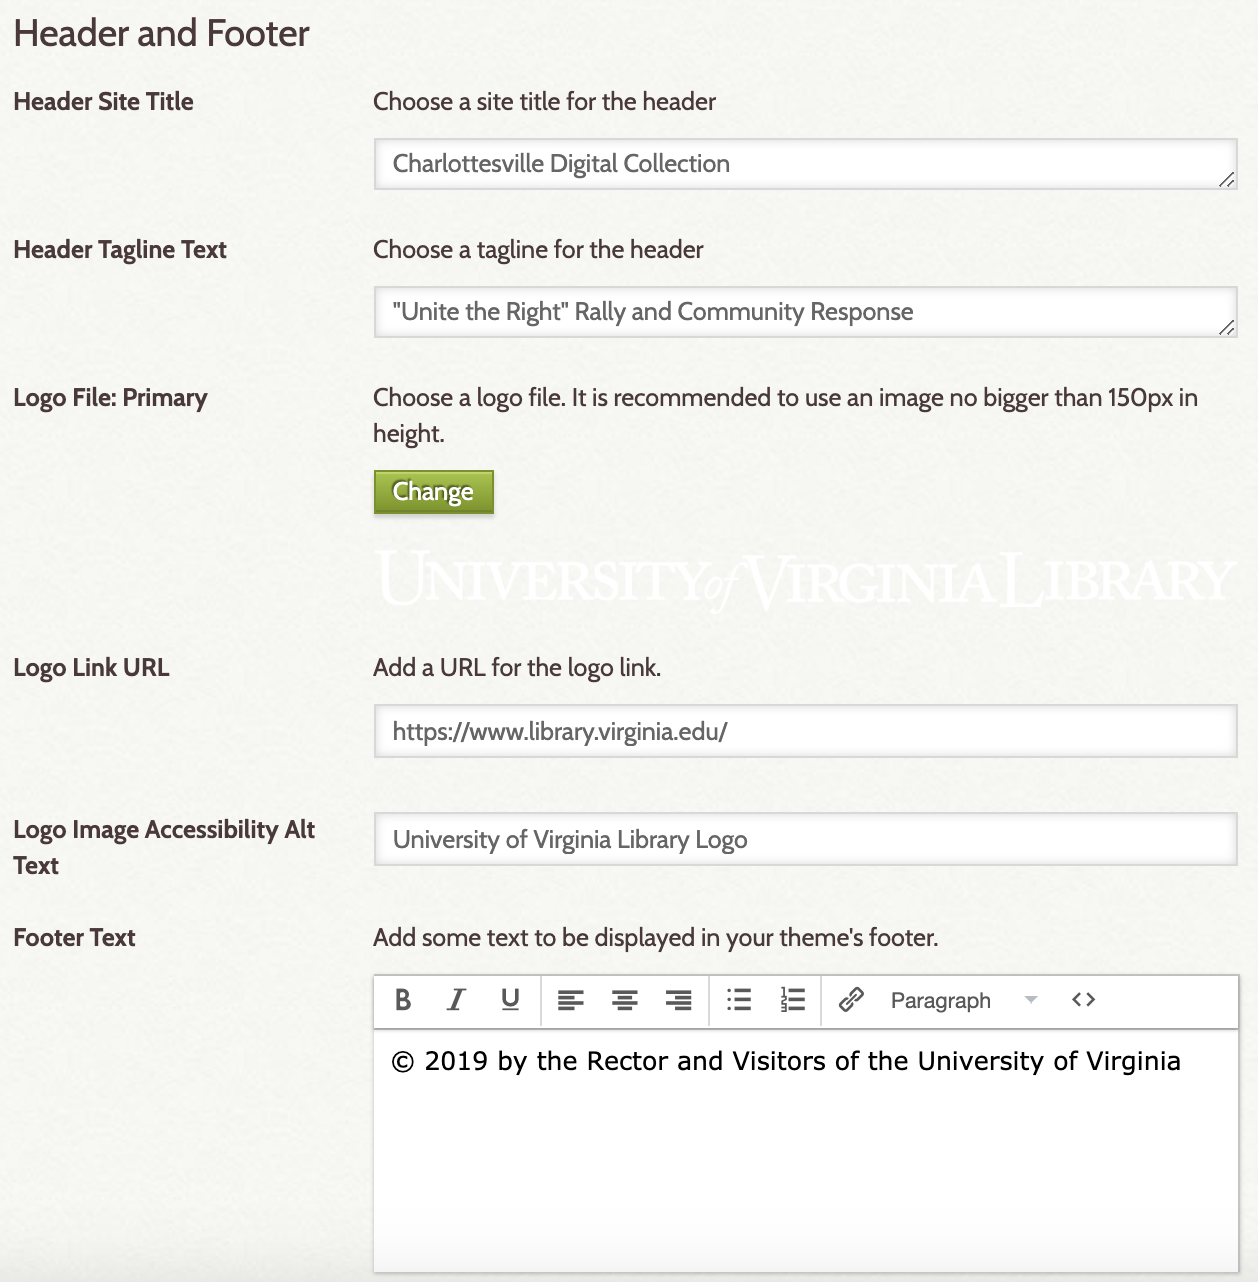 Header and Footer
Header Site Title
Choose a site title for the header
Charlottesville Digital Collection
Header Tagline Text
Choose a tagline for the header
"Unite the Right" Rally and Community Response
Logo File: Primary
Choose a logo file. It is recommended to use an image no bigger than 150px in
height.
Change
UNIVERSITY of VIRGINIA LIBRARY
Logo Link URL
Add a URL for the logo link.
https://www.library.virginia.edu/
Logo Image Accessibility Alt
Text
University of Virginia Library Logo
Footer Text
Add some text to be displayed in your theme's footer.
B I U Paragraph <>
© 2019 by the Rector and Visitors of the University of Virginia